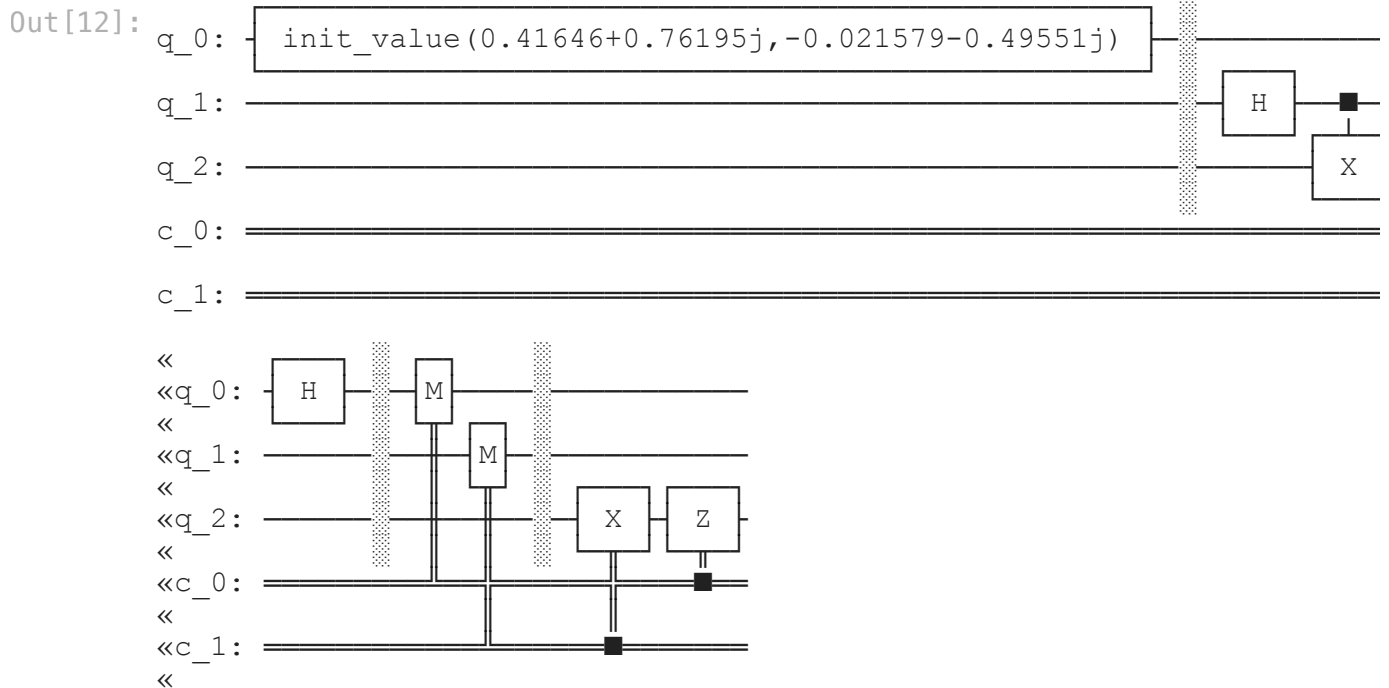 Out[12]:
q_0: init_value(0.41646+0.76195j,-0.021579-0.49551j)
q_1: H
q_2: X
c_0:
c_1:
«
«q_0: H M
«
«q_1: M
«
«q_2: X Z
«
«c_0:
«
«c_1:
«